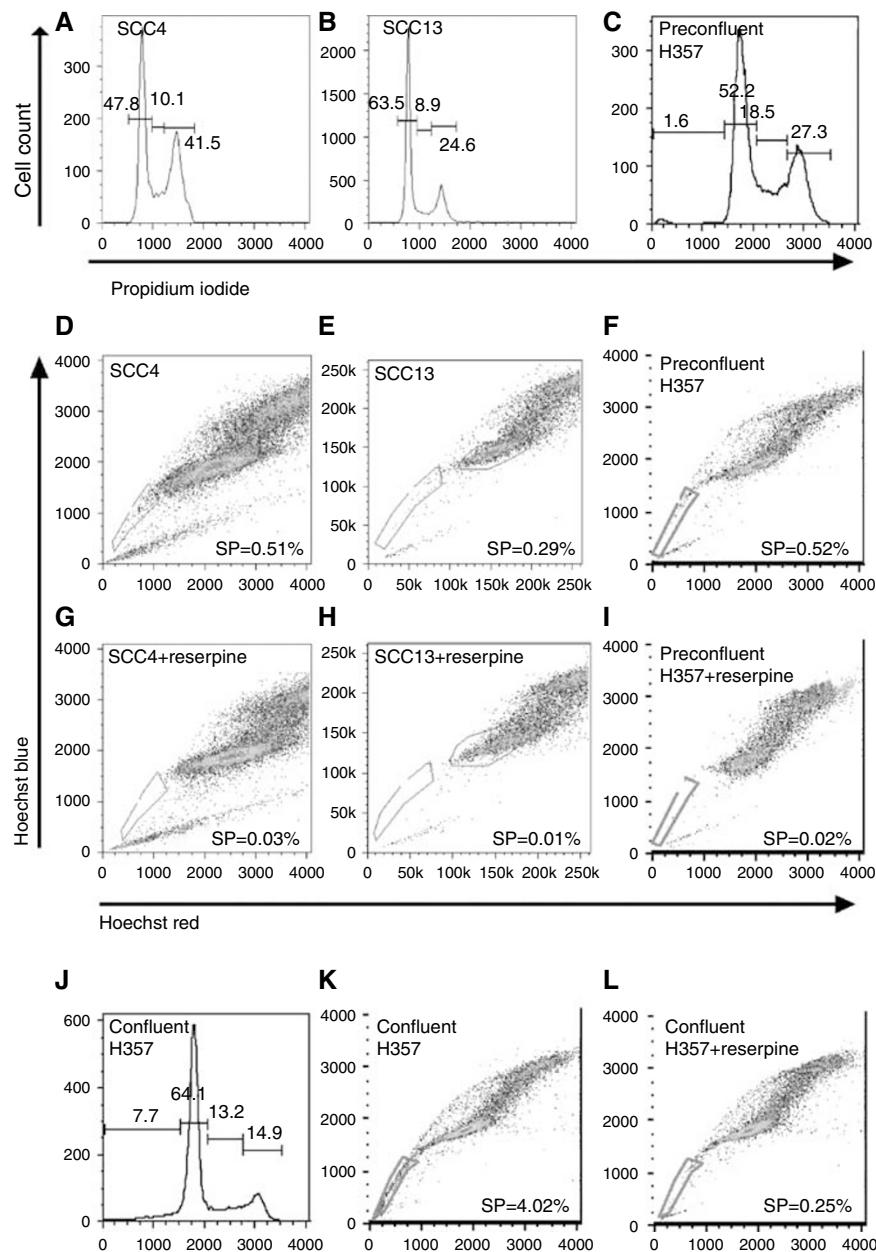 A
SCC4
47.8
10.1
41.5
300
200
100
0
0 1000 2000 3000 4000
B
SCC13
63.5
8.9
24.6
2000
1500
1000
500
0
0 1000 2000 3000 4000
C
Preconfluent
H357
1.6
52.2
18.5
27.3
300
200
100
0
0 1000 2000 3000 4000
Cell count
Propidium iodide
D
SCC4
SP=0.51%
4000
3000
2000
1000
0
0 1000 2000 3000 4000
E
SCC13
SP=0.29%
250k
200k
150k
100k
50k
0
0 50k 100k 150k 200k 250k
F
Preconfluent
H357
SP=0.52%
4000
3000
2000
1000
0
0 1000 2000 3000 4000
G
SCC4+reserpine
SP=0.03%
4000
3000
2000
1000
0
0 1000 2000 3000 4000
H
SCC13+reserpine
SP=0.01%
250k
200k
150k
100k
50k
0
0 50k 100k 150k 200k 250k
I
Preconfluent
H357+reserpine
SP=0.02%
4000
3000
2000
1000
0
0 1000 2000 3000 4000
Hoechst blue
Hoechst red
J
Confluent
H357
7.7
64.1
13.2
14.9
600
400
200
0
0 1000 2000 3000 4000
K
Confluent
H357
SP=4.02%
4000
3000
2000
1000
0
0 1000 2000 3000 4000
L
Confluent
H357+reserpine
SP=0.25%
4000
3000
2000
1000
0
0 1000 2000 3000 4000